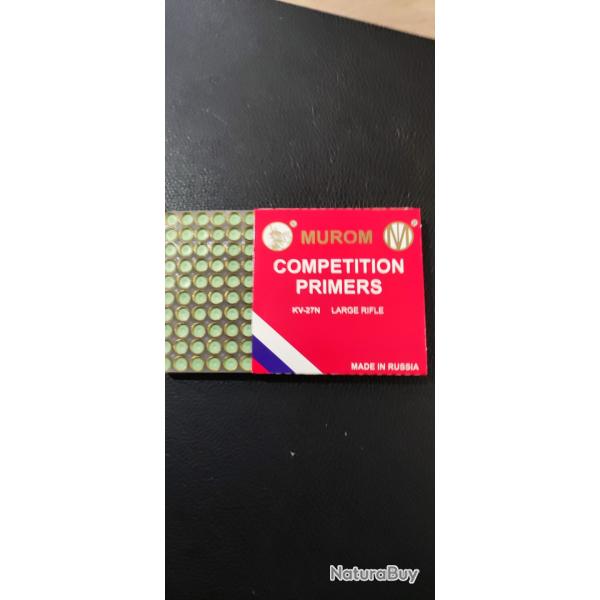 MUROM
COMPETITION
PRIMERS
KV-27N LARGE RIFLE
MADE IN RUSSIA
NaturaBuy